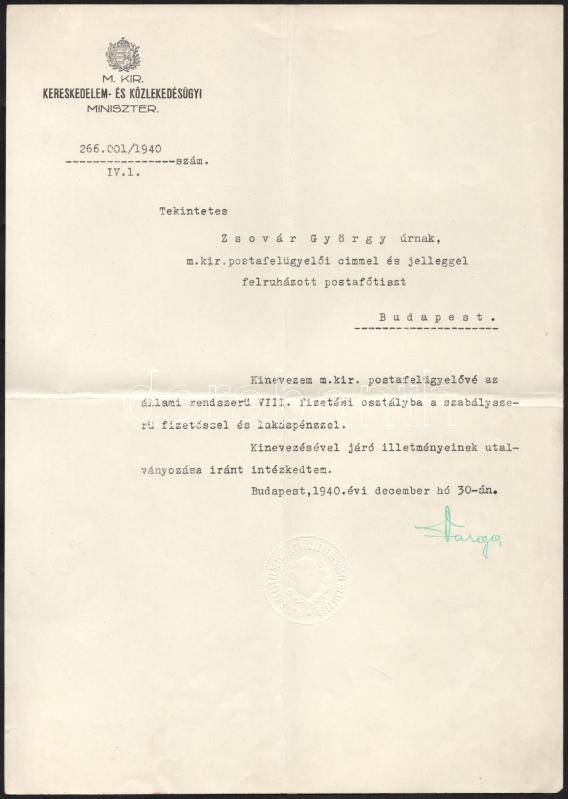 M. KIR.
KERESKEDELEM- ÉS KÖZLEKEDÉSÜGYI
MINISZTER.
266.001/1940
-----------------szám.
IV.1.
Tekintetes
Zsovár György úrnak,
m.kir.postafelügyelői cimmel és jelleggel
felruházott postafőtiszt
Budapest.
Kinevezem m.kir. postafelügyelővé az
állami rendszerű VIII. fizetési osztályba a szabálysze-
rű fizetéssel és lakáspénzzel.
Kinevezésével járó illetményeinek utal-
ványozása iránt intézkedtem.
Budapest,1940.évi december hó 30-án.
Varga
darabanth